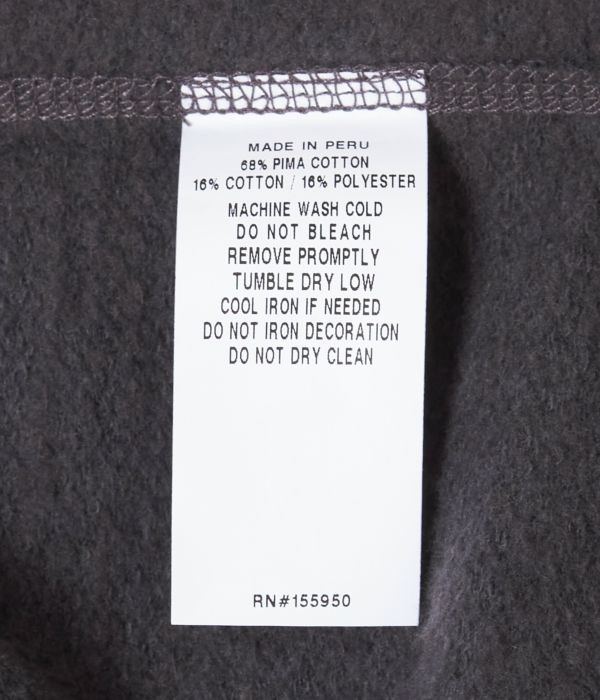 MADE IN PERU
68% PIMA COTTON
16% COTTON / 16% POLYESTER
MACHINE WASH COLD
DO NOT BLEACH
REMOVE PROMPTLY
TUMBLE DRY LOW
COOL IRON IF NEEDED
DO NOT IRON DECORATION
DO NOT DRY CLEAN
RN#155950